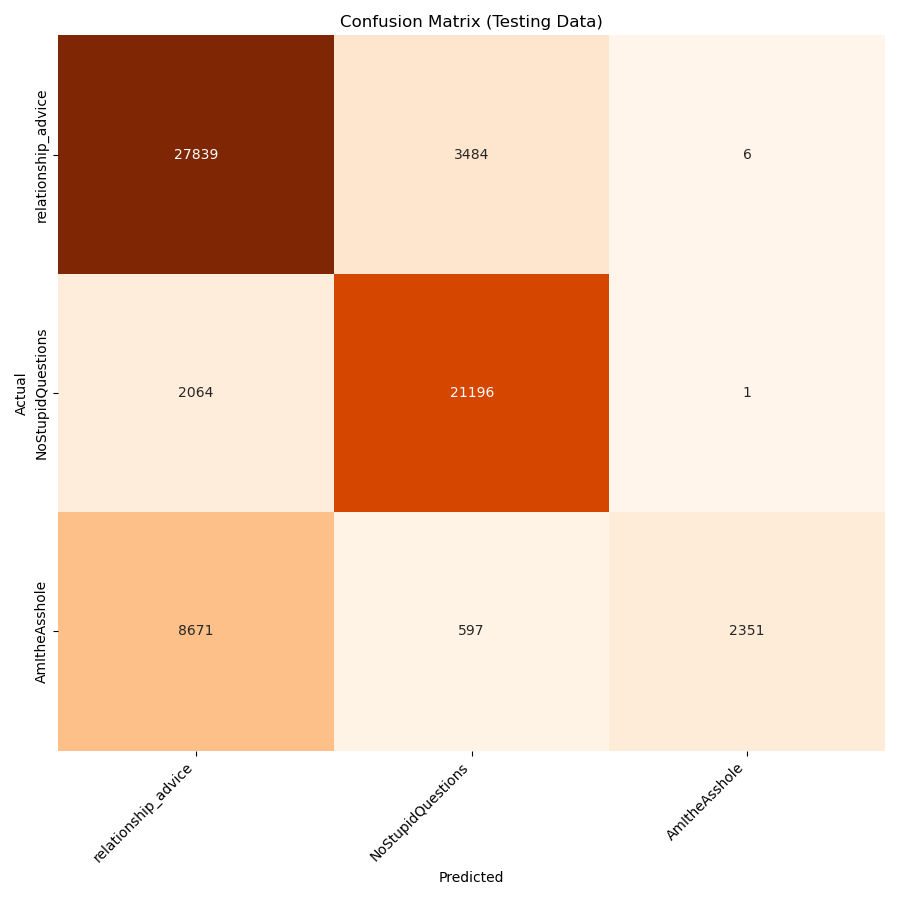 Confusion Matrix (Testing Data)
Actual
relationship_advice
27839 3484 6
NoStupidQuestions
2064 21196 1
AmItheAsshole
8671 597 2351
relationship_advice NoStupidQuestions AmItheAsshole
Predicted